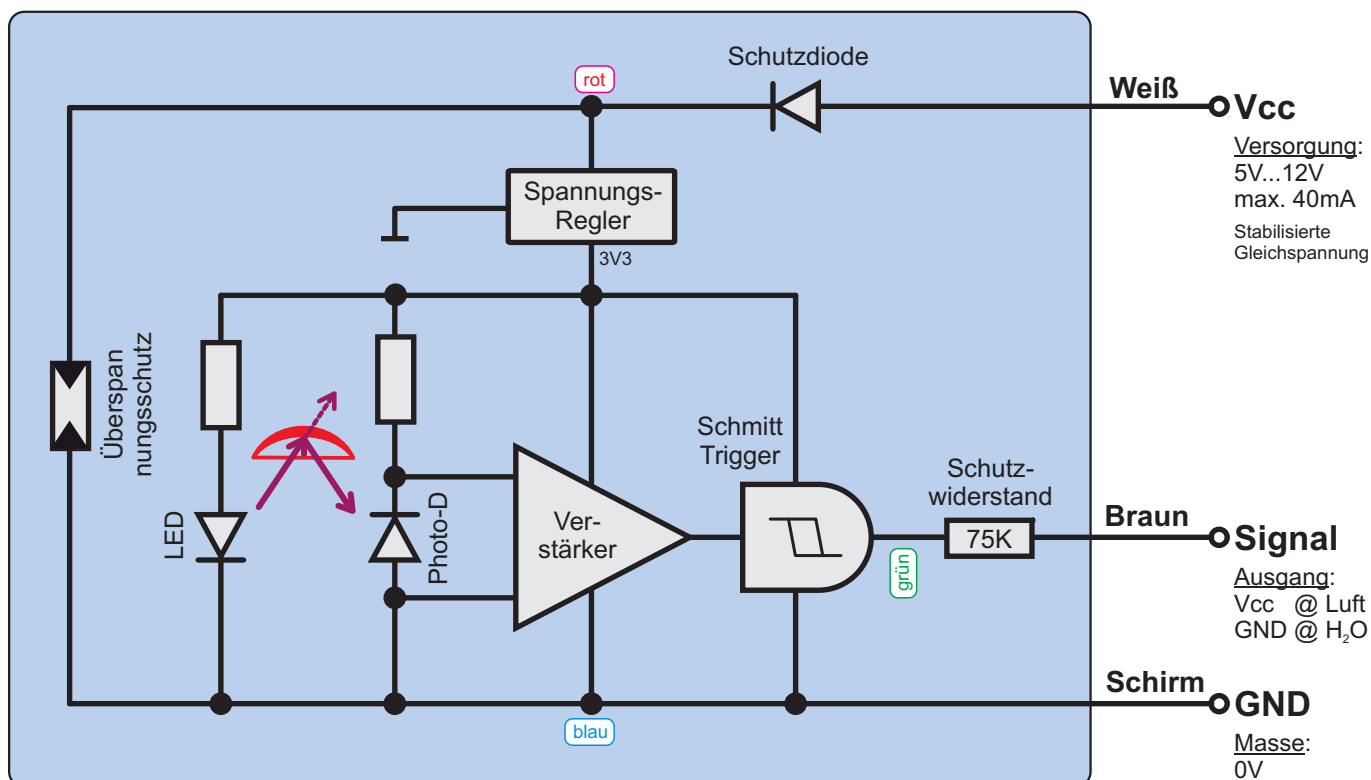 Schutzdiode
rot
Weiß
Vcc
Versorgung:
5V...12V
max. 40mA
Stabilisierte
Gleichspannung
Spannungs-
Regler
3V3
Überspan
nungsschutz
LED
Photo-D
Ver-
stärker
Schmitt
Trigger
Schutz-
widerstand
75K
grün
Braun
Signal
Ausgang:
Vcc @ Luft
GND @ H₂O
Schirm
GND
Masse:
0V
blau